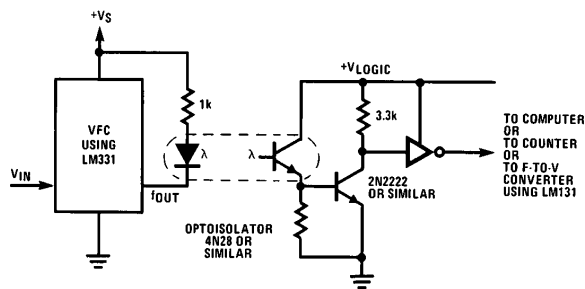 +VS
1k
VFC
USING
LM331
λ
VIN
fOUT
+VLOGIC
3.3k
λ
2N2222
OR SIMILAR
OPTOISOLATOR
4N28 OR
SIMILAR
TO COMPUTER
OR
TO COUNTER
OR
TO F-TO-V
CONVERTER
USING LM131